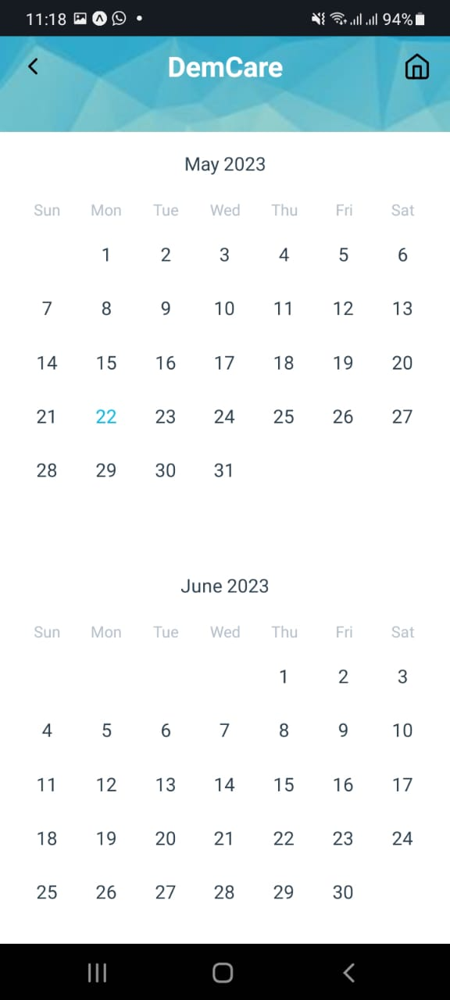 11:18 94%
DemCare
May 2023
Sun Mon Tue Wed Thu Fri Sat
1 2 3 4 5 6
7 8 9 10 11 12 13
14 15 16 17 18 19 20
21 22 23 24 25 26 27
28 29 30 31
June 2023
Sun Mon Tue Wed Thu Fri Sat
1 2 3
4 5 6 7 8 9 10
11 12 13 14 15 16 17
18 19 20 21 22 23 24
25 26 27 28 29 30